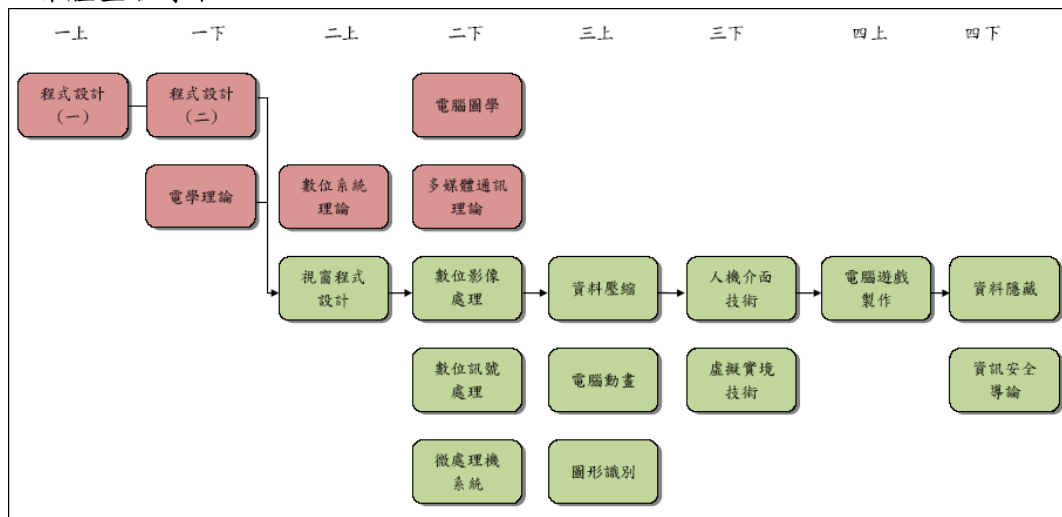 一上 一下 二上 二下 三上 三下 四上 四下
程式設計
(一)
程式設計
(二)
電腦圖學
電學理論
數位系統
理論
多媒體通訊
理論
視窗程式
設計
數位影像
處理
資料壓縮
人機介面
技術
電腦遊戲
製作
資料隱藏
數位訊號
處理
電腦動畫
虛擬實境
技術
資訊安全
導論
微處理機
系統
圖形識別